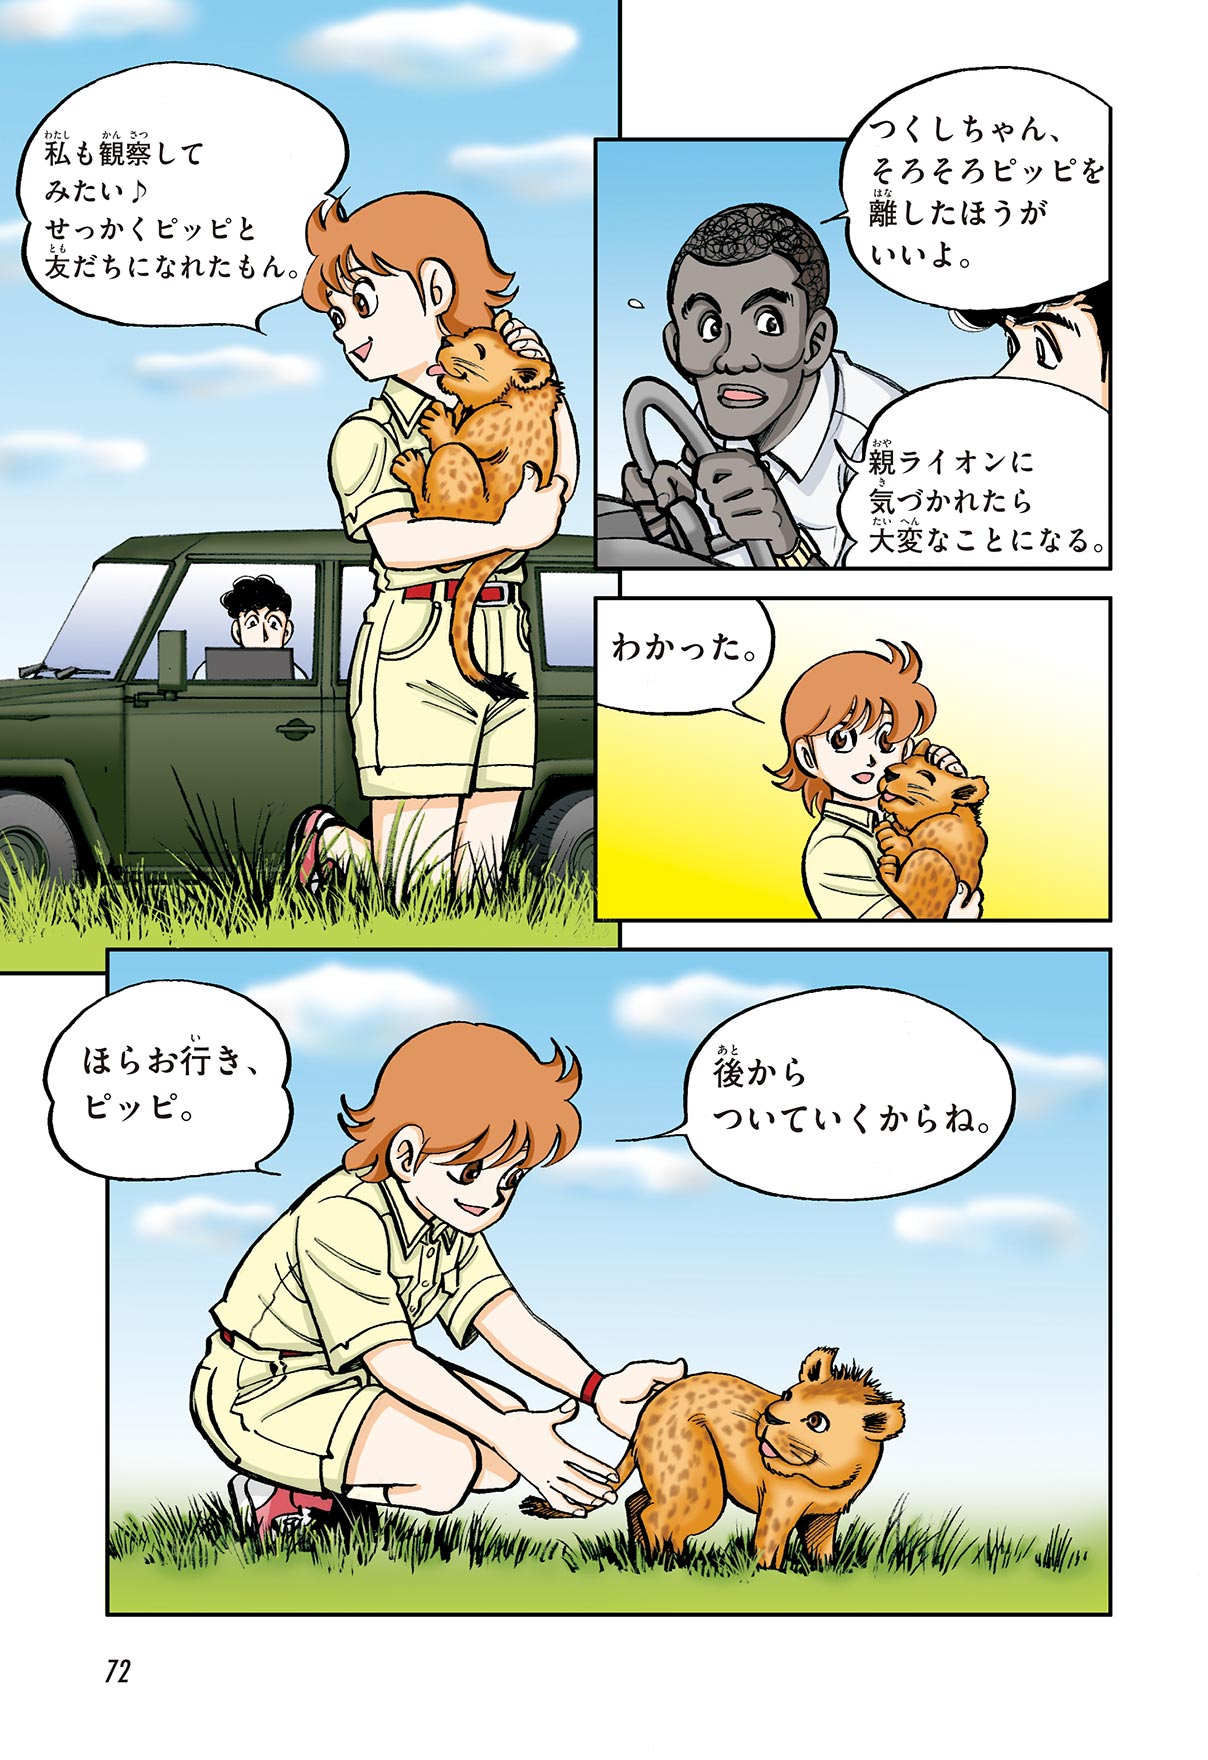 私も観察して
みたい♪
せっかくピッピと
友だちになれたもん。
つくしちゃん、
そろそろピッピを
離したほうが
いいよ。
親ライオンに
気づかれたら
大変なことになる。
わかった。
ほらお行き、
ピッピ。
後から
ついていくからね。
72